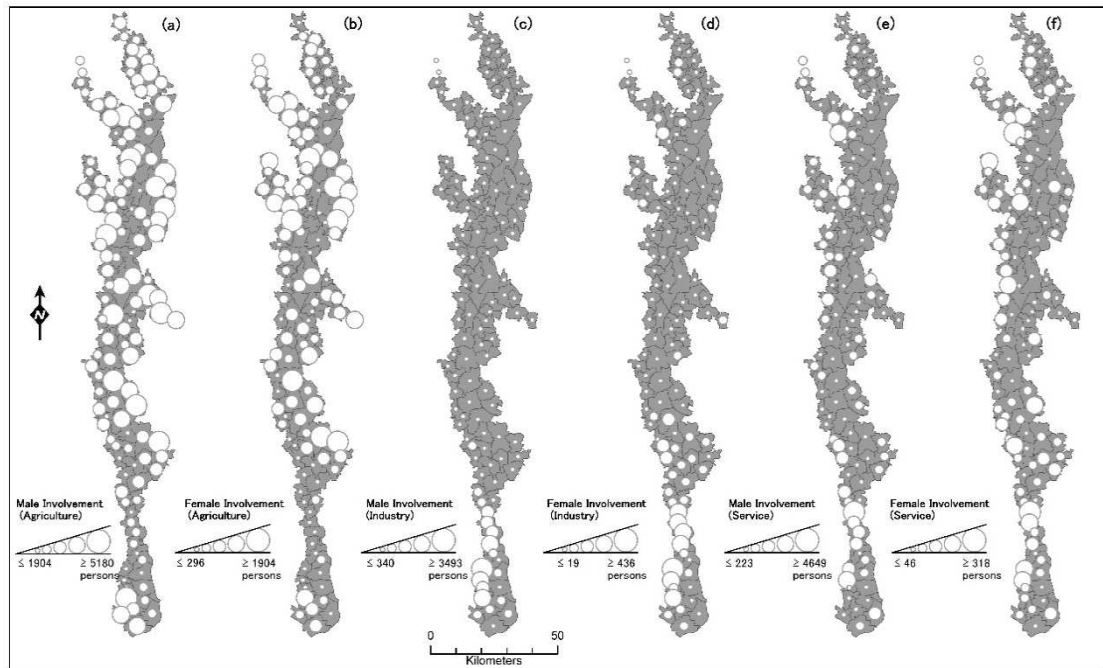 (a)
(b)
(c)
(d)
(e)
(f)
N
Male Involvement
(Agriculture)
≤ 1904
≥ 5180
persons
Female Involvement
(Agriculture)
≤ 296
≥ 1904
persons
Male Involvement
(Industry)
≤ 340
≥ 3493
persons
Female Involvement
(Industry)
≤ 19
≥ 436
persons
Male Involvement
(Service)
≤ 223
≥ 4649
persons
Female Involvement
(Service)
≤ 46
≥ 318
persons
0
50
Kilometers